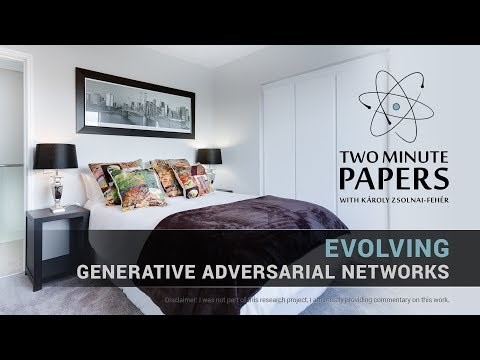 TWO MINUTE
PAPERS
WITH KÁROLY ZSOLNAI-FEHÉR
EVOLVING
GENERATIVE ADVERSARIAL NETWORKS
Disclaimer: I was not part of this research project, I am merely providing commentary on this work.